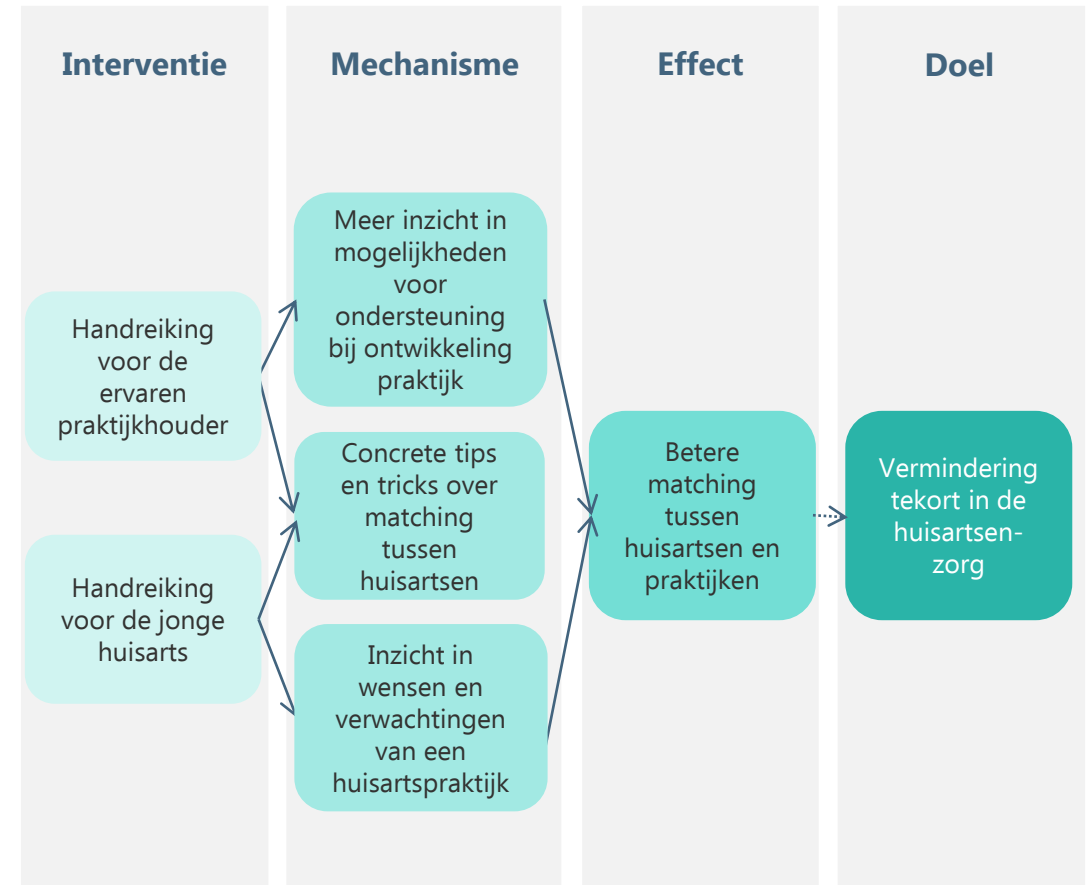 Interventie
Mechanisme
Effect
Doel
Handreiking
voor de
ervaren
praktijkhouder
Handreiking
voor de jonge
huisarts
Meer inzicht in
mogelijkheden
voor
ondersteuning
bij ontwikkeling
praktijk
Concrete tips
en tricks over
matching
tussen
huisartsen
Inzicht in
wensen en
verwachtingen
van een
huisartspraktijk
Betere
matching
tussen
huisartsen en
praktijken
Vermindering
tekort in de
huisartsen-
zorg